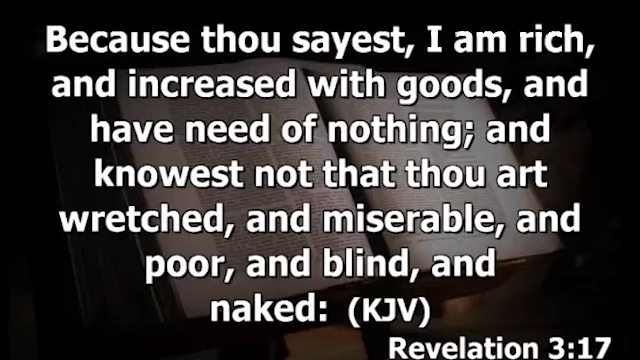 Because thou sayest, I am rich,
and increased with goods, and
have need of nothing; and
knowest not that thou art
wretched, and miserable, and
poor, and blind, and
naked: (KJV)
Revelation 3:17